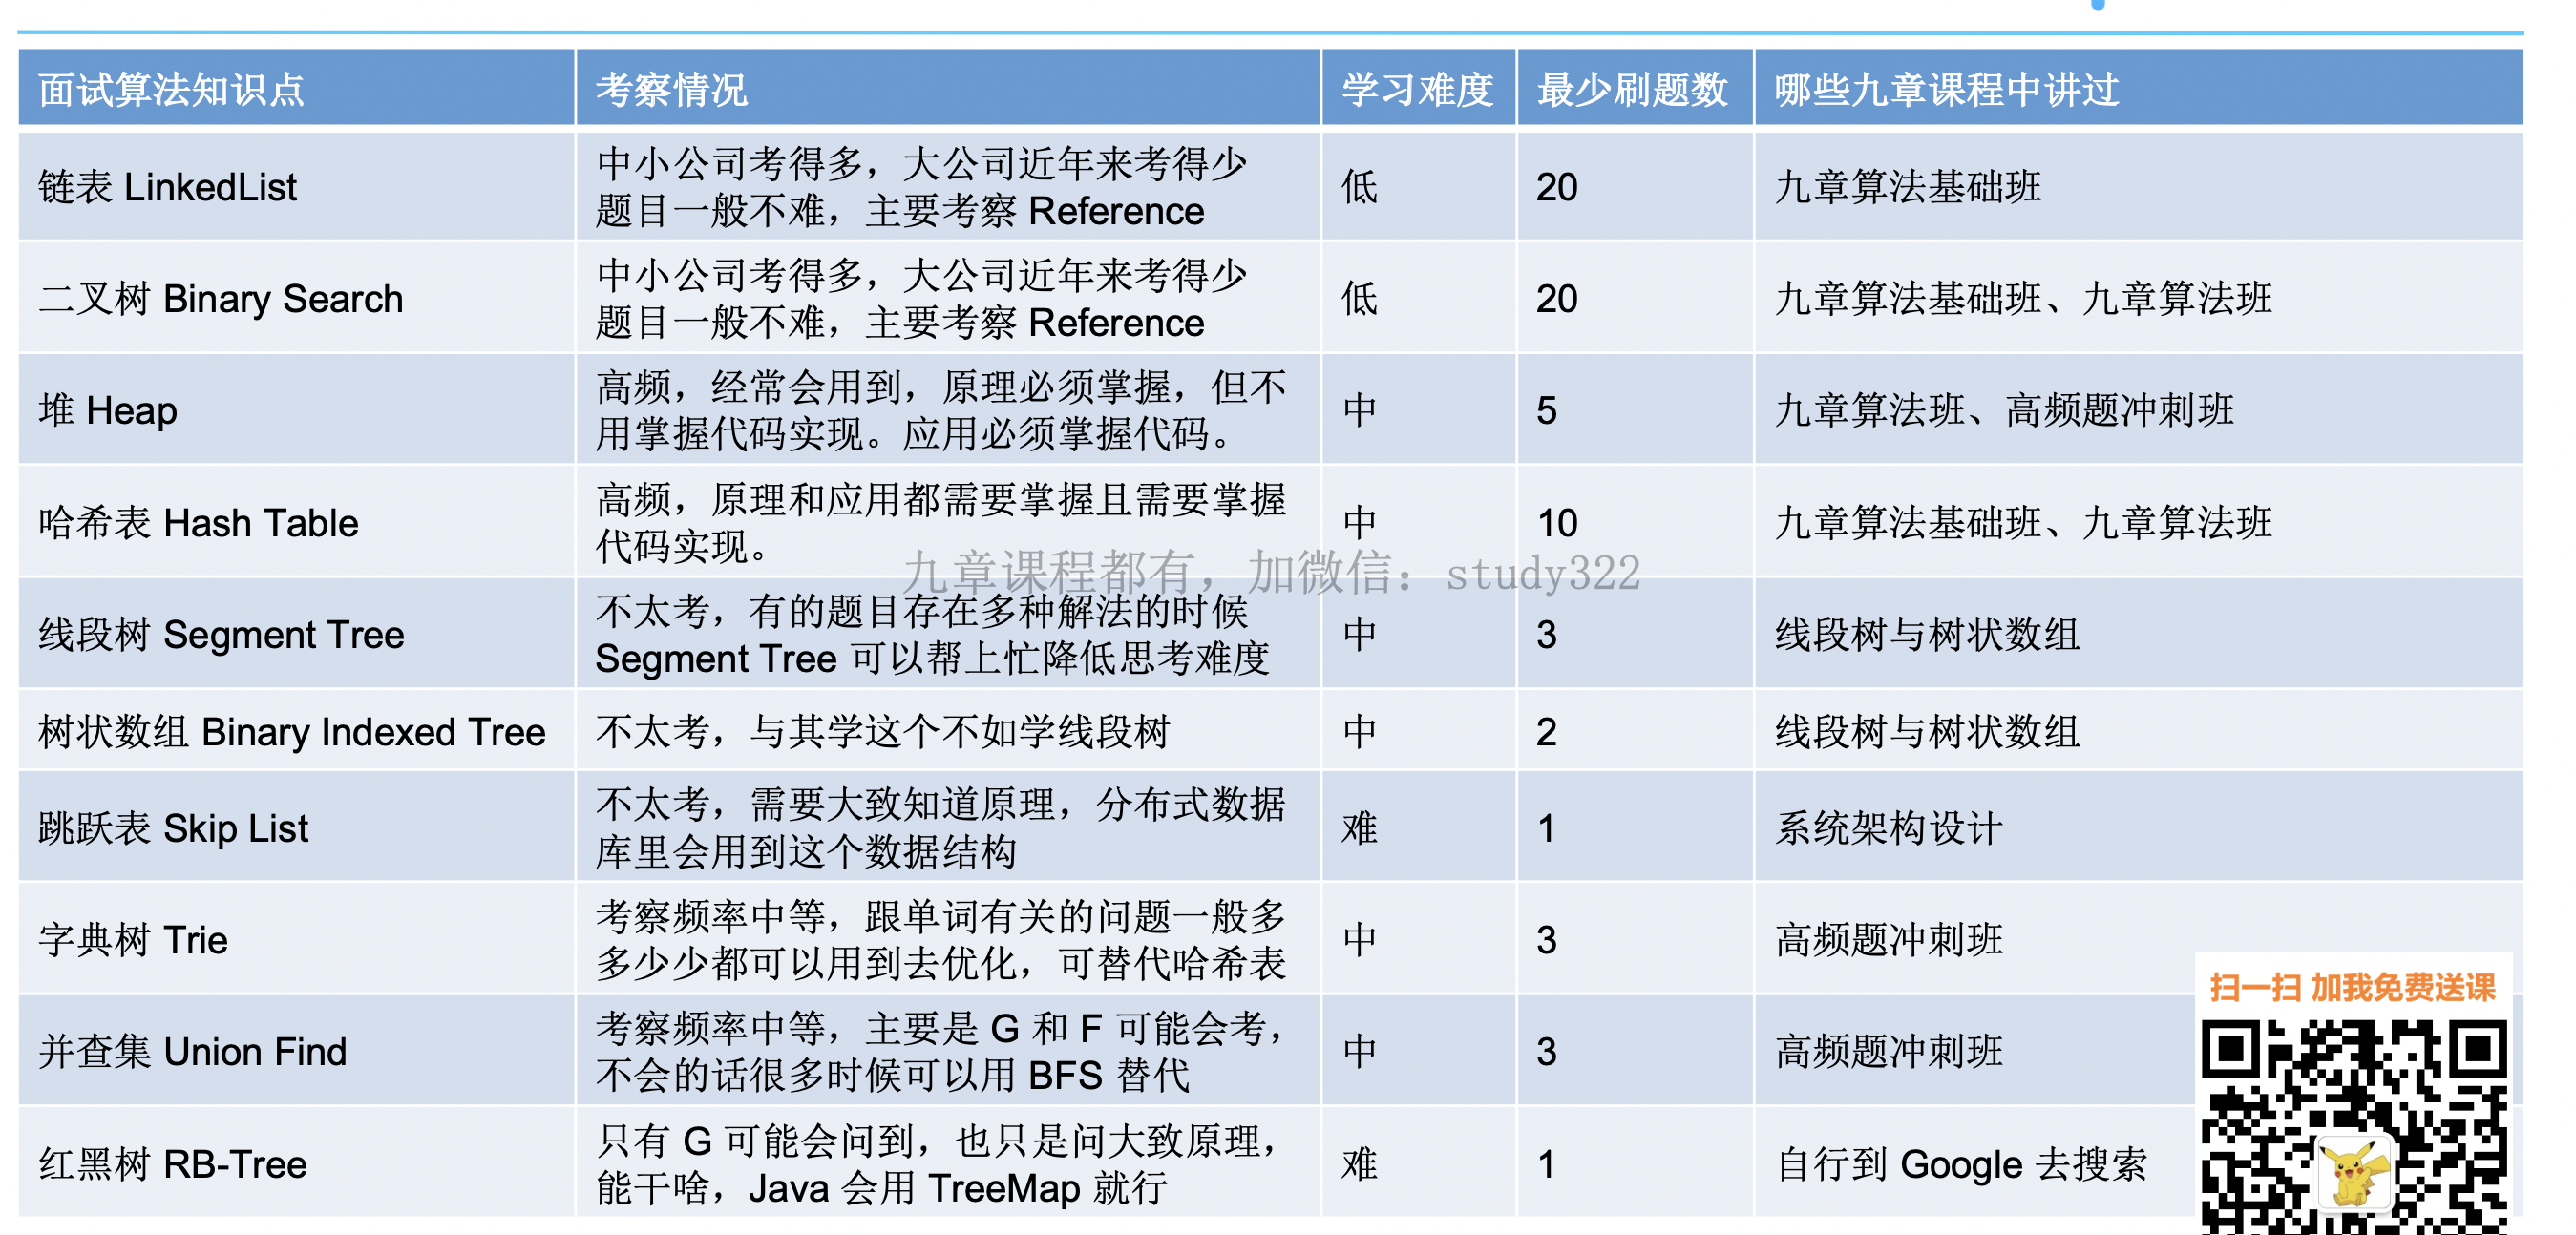 面试算法知识点 考察情况 学习难度 最少刷题数 哪些九章课程中讲过
链表 LinkedList
中小公司考得多，大公司近年来考得少
题目一般不难，主要考察 Reference
低
20
九章算法基础班
二叉树 Binary Search
中小公司考得多，大公司近年来考得少
题目一般不难，主要考察 Reference
低
20
九章算法基础班、九章算法班
堆 Heap
高频，经常会用到，原理必须掌握，但不
用掌握代码实现。应用必须掌握代码。
中
5
九章算法班、高频题冲刺班
哈希表 Hash Table
高频，原理和应用都需要掌握且需要掌握
代码实现。
中
10
九章算法基础班、九章算法班
九章课程都有，加微信：study322
线段树 Segment Tree
不太考，有的题目存在多种解法的时候
Segment Tree 可以帮上忙降低思考难度
中
3
线段树与树状数组
树状数组 Binary Indexed Tree
不太考，与其学这个不如学线段树
中
2
线段树与树状数组
跳跃表 Skip List
不太考，需要大致知道原理，分布式数据
库里会用到这个数据结构
难
1
系统架构设计
字典树 Trie
考察频率中等，跟单词有关的问题一般多
多少少都可以用到去优化，可替代哈希表
中
3
高频题冲刺班
扫一扫 加我免费送课
并查集 Union Find
考察频率中等，主要是 G 和 F 可能会考，
不会的话很多时候可以用 BFS 替代
中
3
高频题冲刺班
红黑树 RB-Tree
只有 G 可能会问到，也只是问大致原理，
能干啥，Java 会用 TreeMap 就行
难
1
自行到 Google 去搜索